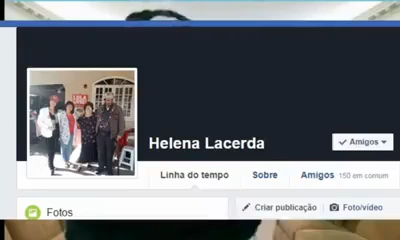 Helena Lacerda
Amigos
Linha do tempo Sobre Amigos 150 em comum
Fotos
Criar publicação Foto/vídeo